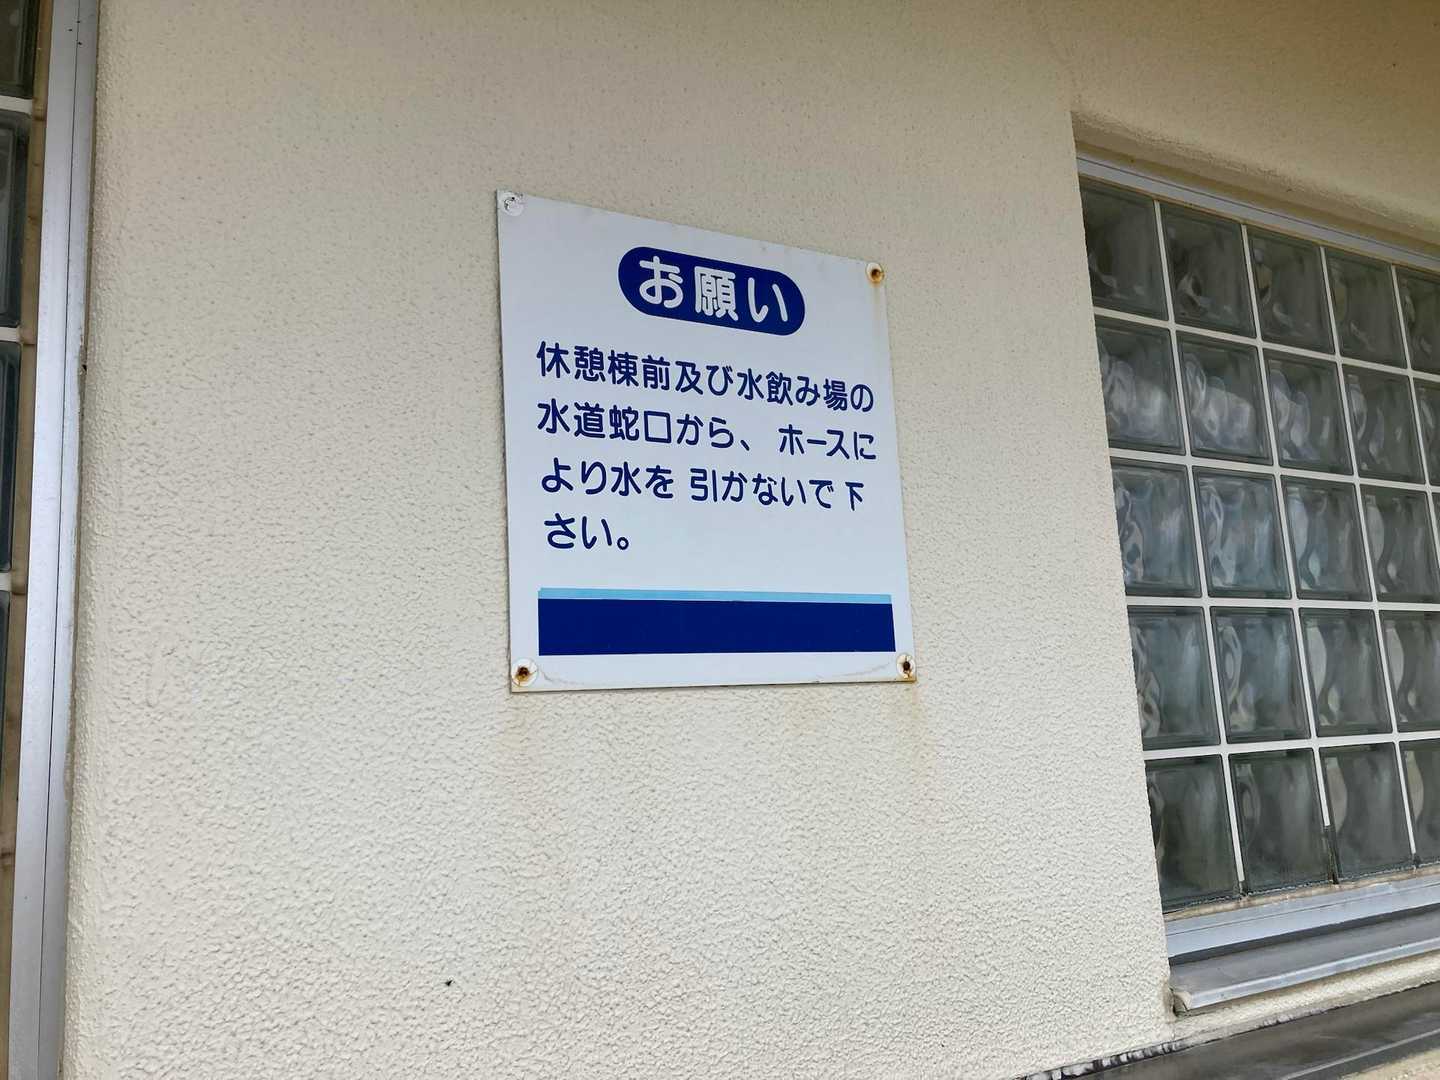 お願い
休憩棟前及び水飲み場の
水道蛇口から、ホースに
より水を 引かないで下
さい。